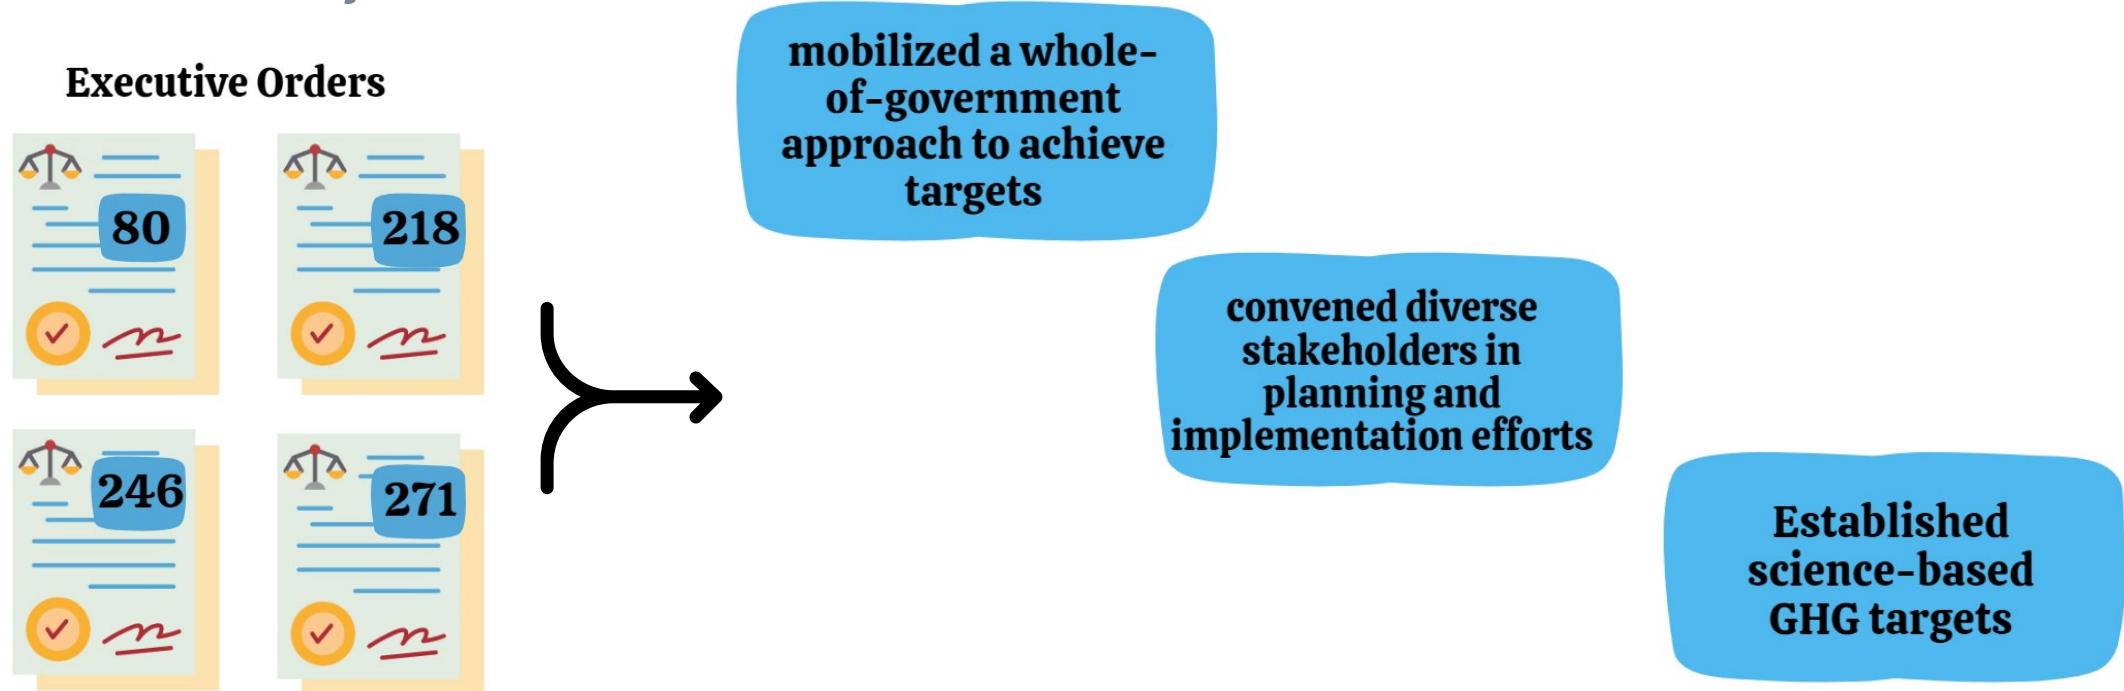 Executive Orders
80
218
246
271
mobilized a whole-
of-government
approach to achieve
targets
convened diverse
stakeholders in
planning and
implementation efforts
Established
science-based
GHG targets